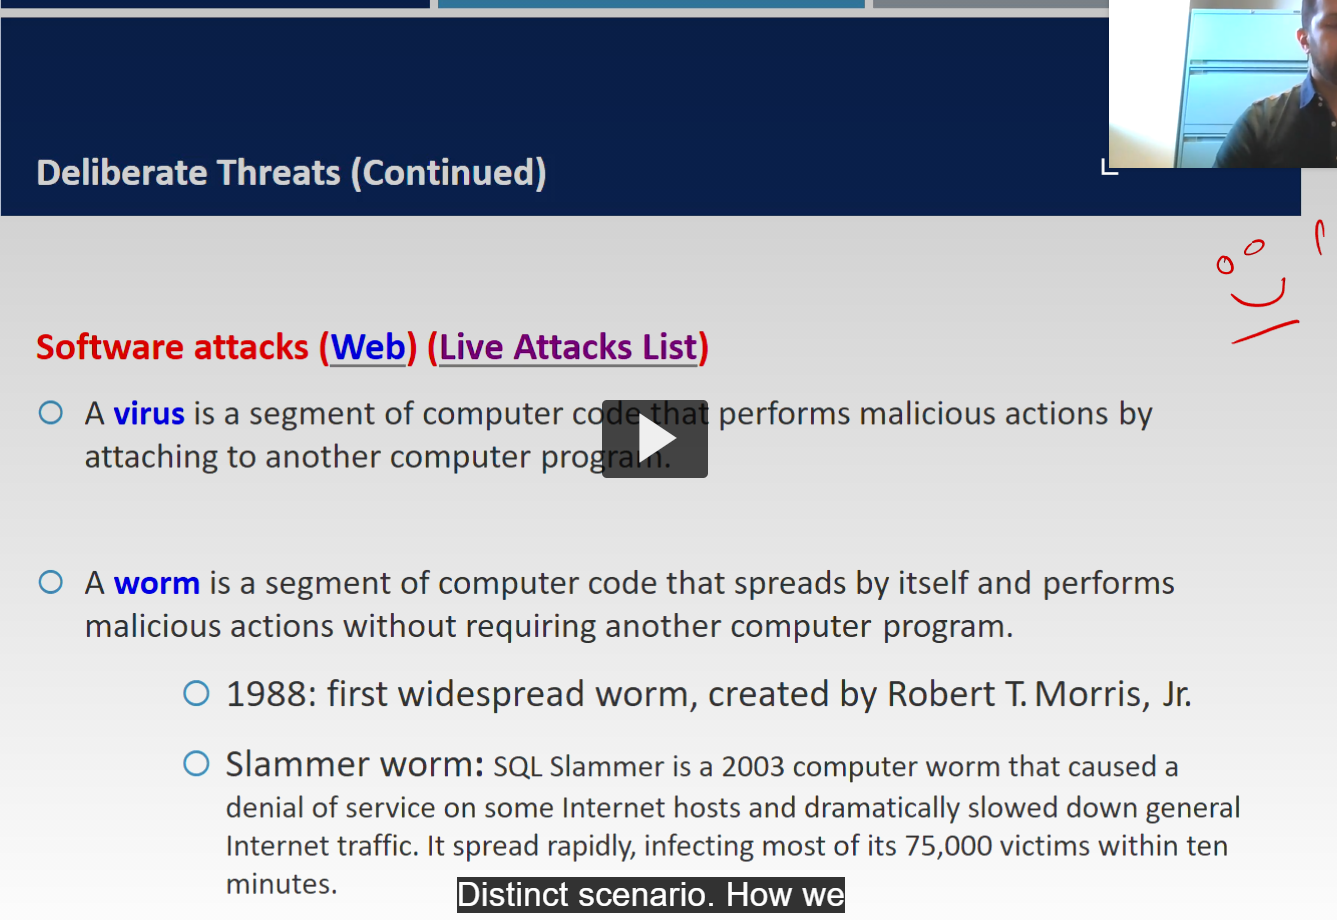 Deliberate Threats (Continued)
Software attacks (Web) (Live Attacks List)
A virus is a segment of computer code that performs malicious actions by
attaching to another computer program.
A worm is a segment of computer code that spreads by itself and performs
malicious actions without requiring another computer program.
1988: first widespread worm, created by Robert T. Morris, Jr.
Slammer worm: SQL Slammer is a 2003 computer worm that caused a
denial of service on some Internet hosts and dramatically slowed down general
Internet traffic. It spread rapidly, infecting most of its 75,000 victims within ten
minutes.
Distinct scenario. How we